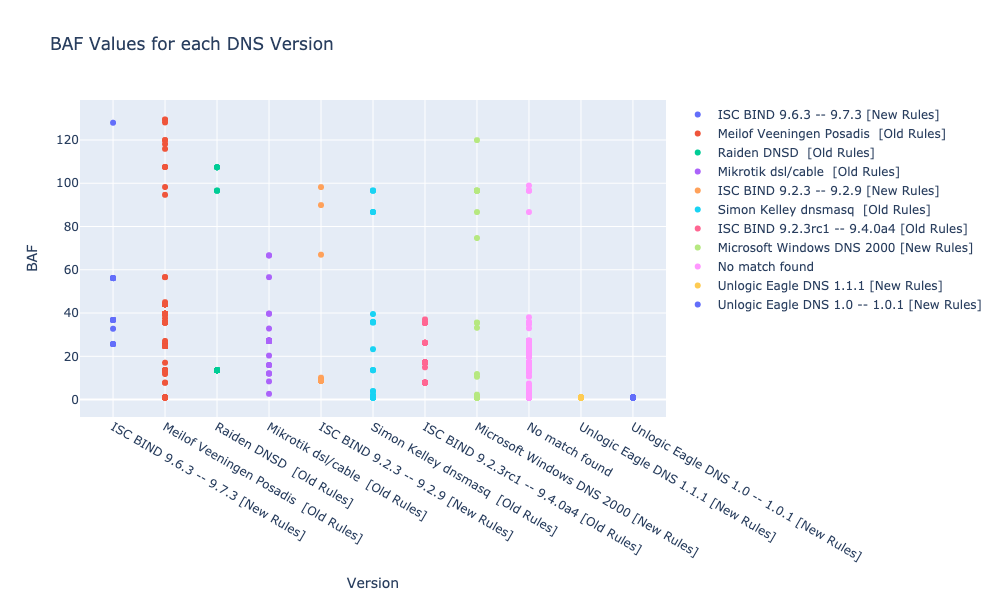 BAF Values for each DNS Version
BAF
120
100
80
60
40
20
0
ISC BIND 9.6.3 -- 9.7.3 [New Rules]
Meilof Veeningen Posadis  [Old Rules]
Raiden DNSD  [Old Rules]
Mikrotik dsl/cable  [Old Rules]
ISC BIND 9.2.3 -- 9.2.9 [New Rules]
Simon Kelley dnsmasq  [Old Rules]
ISC BIND 9.2.3rc1 -- 9.4.0a4 [Old Rules]
Microsoft Windows DNS 2000 [New Rules]
No match found
Unlogic Eagle DNS 1.1.1 [New Rules]
Unlogic Eagle DNS 1.0 -- 1.0.1 [New Rules]
Version
ISC BIND 9.6.3 -- 9.7.3 [New Rules]
Meilof Veeningen Posadis  [Old Rules]
Raiden DNSD  [Old Rules]
Mikrotik dsl/cable  [Old Rules]
ISC BIND 9.2.3 -- 9.2.9 [New Rules]
Simon Kelley dnsmasq  [Old Rules]
ISC BIND 9.2.3rc1 -- 9.4.0a4 [Old Rules]
Microsoft Windows DNS 2000 [New Rules]
No match found
Unlogic Eagle DNS 1.1.1 [New Rules]
Unlogic Eagle DNS 1.0 -- 1.0.1 [New Rules]